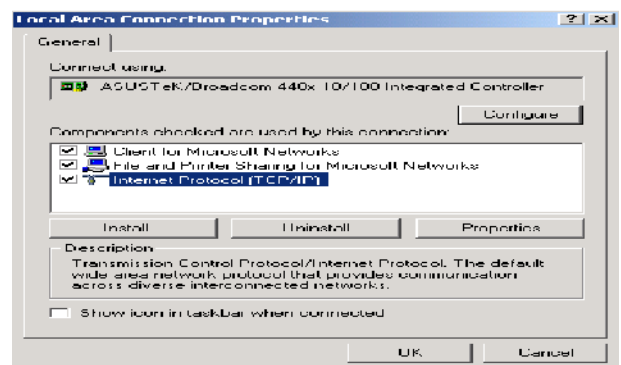 Local Area Connection Properties
General
Connect using:
ASUSTeK/Broadcom 440x 10/100 Integrated Controller
Configure
Components checked are used by this connection:
Client for Microsoft Networks
File and Printer Sharing for Microsoft Networks
Internet Protocol (TCP/IP)
Install Uninstall Properties
Description
Transmission Control Protocol/Internet Protocol. The default
wide area network protocol that provides communication
across diverse interconnected networks.
Show icon in taskbar when connected
OK Cancel